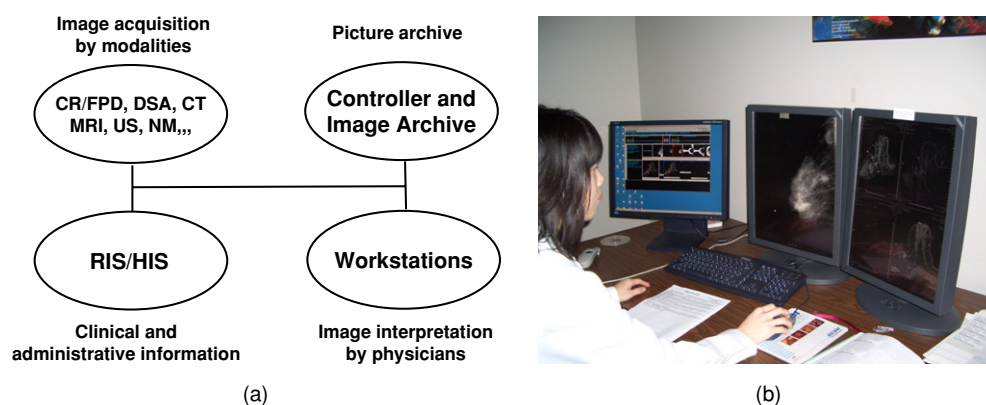 Image acquisition
by modalities
Picture archive
CR/FPD, DSA, CT
MRI, US, NM,,,
Controller and
Image Archive
RIS/HIS
Workstations
Clinical and
administrative information
Image interpretation
by physicians
(a)
(b)